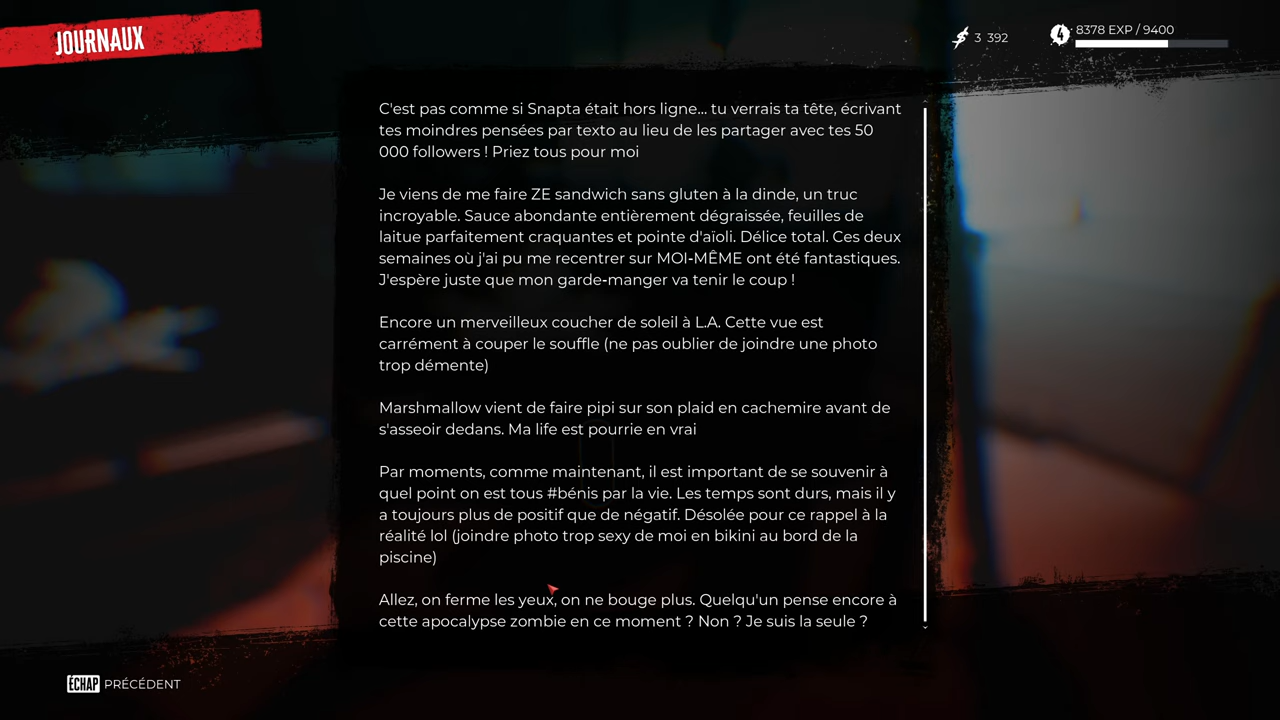 JOURNAUX
3 392
4
8378 EXP / 9400
C'est pas comme si Snapta était hors ligne... tu verrais ta tête, écrivant
tes moindres pensées par texto au lieu de les partager avec tes 50
000 followers ! Priez tous pour moi
Je viens de me faire ZE sandwich sans gluten à la dinde, un truc
incroyable. Sauce abondante entièrement dégraissée, feuilles de
laitue parfaitement craquantes et pointe d'aïoli. Délice total. Ces deux
semaines où j'ai pu me recentrer sur MOI-MÊME ont été fantastiques.
J'espère juste que mon garde-manger va tenir le coup !
Encore un merveilleux coucher de soleil à L.A. Cette vue est
carrément à couper le souffle (ne pas oublier de joindre une photo
trop démente)
Marshmallow vient de faire pipi sur son plaid en cachemire avant de
s'asseoir dedans. Ma life est pourrie en vrai
Par moments, comme maintenant, il est important de se souvenir à
quel point on est tous #bénis par la vie. Les temps sont durs, mais il y
a toujours plus de positif que de négatif. Désolée pour ce rappel à la
réalité lol (joindre photo trop sexy de moi en bikini au bord de la
piscine)
Allez, on ferme les yeux, on ne bouge plus. Quelqu'un pense encore à
cette apocalypse zombie en ce moment ? Non ? Je suis la seule ?
ÉCHAP PRÉCÉDENT